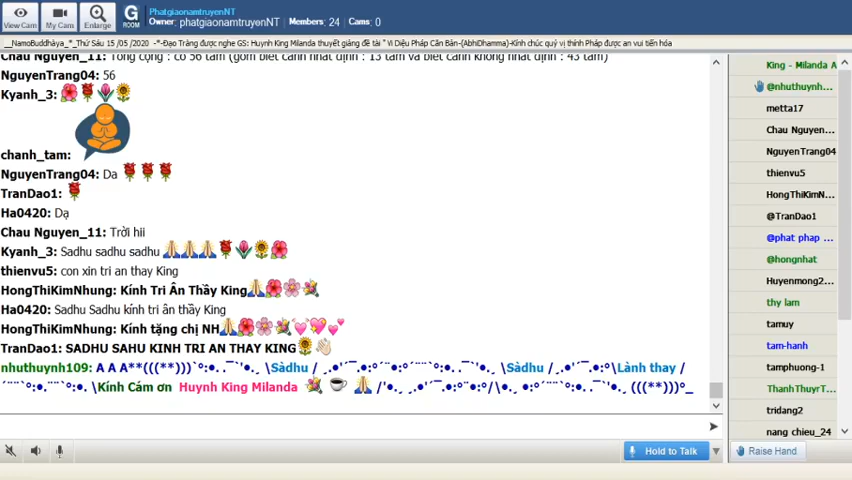 View Cam My Cam Enlarge G ROOM PhatgiaonamtruyenNT
Owner: phatgiaonamtruyenNT Members: 24 Cams: 0
__NamoBuddhàya_*_Thứ Sáu 15 /05 /2020 -*-Đạo Tràng được nghe GS: Huynh King Milanda thuyết giảng đề tài " Vi Diệu Pháp Căn Bản-(AbhiDhamma)-Kính chúc quý vị thính Pháp được an vui tiến hóa
Chau Nguyen_11: Tổng cộng : có 56 tâm (gồm biết cảnh nhất định : 13 tâm và biết cảnh không nhất định : 43 tâm)
NguyenTrang04: 56
Kyanh_3:
chanh_tam:
NguyenTrang04: Da
TranDao1:
Ha0420: Dạ
Chau Nguyen_11: Trời hii
Kyanh_3: Sadhu sadhu sadhu
thienvu5: con xin tri an thay King
HongThiKimNhung: Kính Tri Ân Thầy King
Ha0420: Sadhu Sadhu kính tri ân thầy King
HongThiKimNhung: Kính tặng chị NH
TranDao1: SADHU SAHU KINH TRI AN THAY KING
nhuthuynh109: A A A**(((**)))`°:•. .¯`'•.¸ \Sàdhu / ¸.•'´¯.•:°´¨•:°´¨¨`°:•. .¯`'•.¸ \Sàdhu / ¸.•'´¯.•:°\Lành thay /
´¨¨`°:•.¨¨`°:•. \Kính Cám ơn Huynh King Milanda /'•.¸ ¸.•'´¯.•:°¨•:°/\•. •:°´¨¨`°:•. .¯`'•.¸ ¸ (((**)))°_
King - Milanda A
@nhuthuynh...
metta17
Chau Nguyen...
NguyenTrang04
thienvu5
HongThiKimN...
@TranDao1
@phat phap ...
@hongnhat
Huyenmong2...
thy lam
tamuy
tam-hanh
tamphuong-1
ThanhThuyrT...
tridang2
nang chieu_24
Hold to Talk
Raise Hand